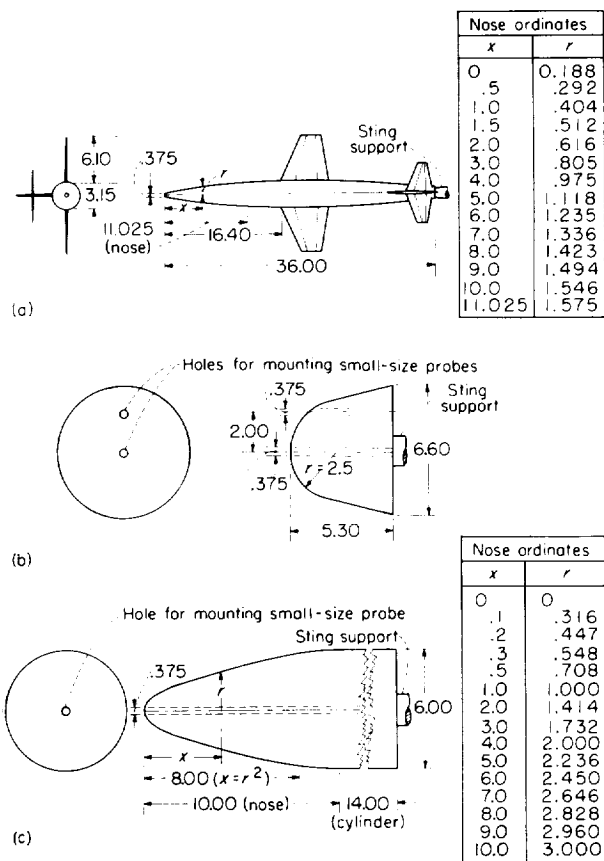 Nose ordinates
x r
0 0.188
.5 .292
1.0 .404
1.5 .512
2.0 .616
3.0 .805
4.0 .975
5.0 1.118
6.0 1.235
7.0 1.336
8.0 1.423
9.0 1.494
10.0 1.546
11.025 1.575
Sting
support
6.10
.375
r
3.15
x
11.025
(nose)
16.40
36.00
(a)
Holes for mounting small-size probes
.375
Sting
support
2.00
6.60
r=2.5
.375
5.30
(b)
Nose ordinates
x r
0 0
.1 .316
.2 .447
.3 .548
.5 .708
1.0 1.000
2.0 1.414
3.0 1.732
4.0 2.000
5.0 2.236
6.0 2.450
7.0 2.646
8.0 2.828
9.0 2.960
10.0 3.000
Hole for mounting small-size probe
Sting support
.375
r
6.00
x
8.00 (x=r²)
10.00 (nose)
14.00
(cylinder)
(c)